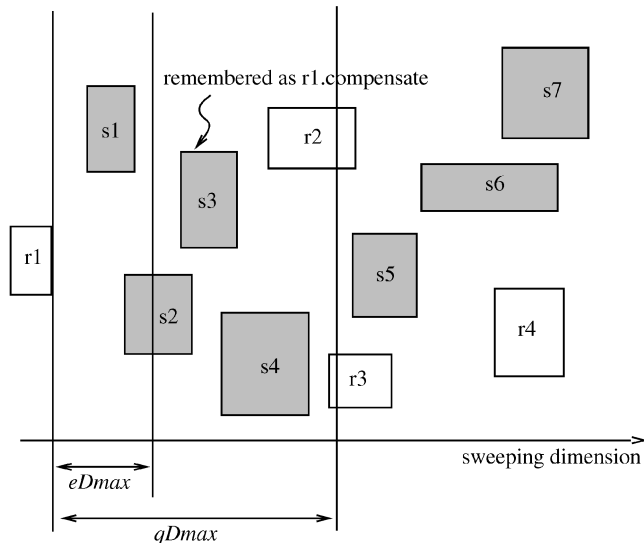 remembered as r1.compensate
s7
s1
r2
s6
s3
r1
s5
s2
r4
s4
r3
sweeping dimension
eDmax
qDmax